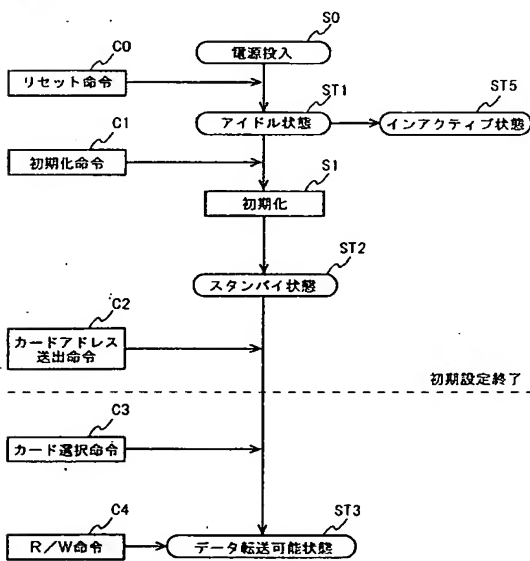 S0
電源投入
C0
リセット命令
ST1
アイドル状態
ST5
インアクティブ状態
C1
初期化命令
S1
初期化
ST2
スタンバイ状態
C2
カードアドレス
送出命令
初期設定終了
C3
カード選択命令
C4
R/W命令
ST3
データ転送可能状態